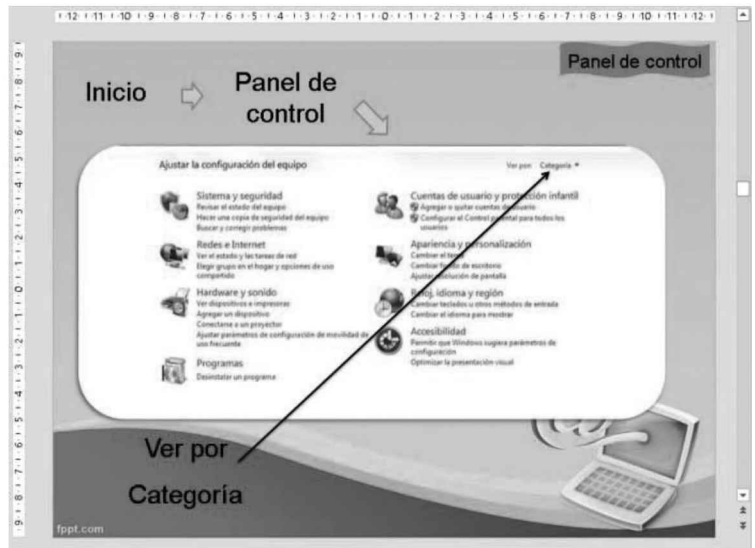 Panel de control
Inicio
Panel de
control
Ajustar la configuración del equipo
Ver por:
Categoría
Sistema y seguridad
Revisar el estado del equipo
Hacer una copia de seguridad del equipo
Buscar y corregir problemas
Redes e Internet
Ver el estado y las tareas de red
Elegir grupo en el hogar y opciones de uso
compartido
Hardware y sonido
Ver dispositivos e impresoras
Agregar un dispositivo
Conectarse a un proyector
Ajustar parámetros de configuración de movilidad de
uso frecuente
Programas
Desinstalar un programa
Cuentas de usuario y protección infantil
Agregar o quitar cuentas de usuario
Configurar el Control parental para todos los
usuarios
Apariencia y personalización
Cambiar el tema
Cambiar fondo de escritorio
Ajustar resolución de pantalla
Reloj, idioma y región
Cambiar teclados u otros métodos de entrada
Cambiar el idioma para mostrar
Accesibilidad
Permitir que Windows sugiera parámetros de
configuración
Optimizar la presentación visual
Ver por
Categoría
fppt.com